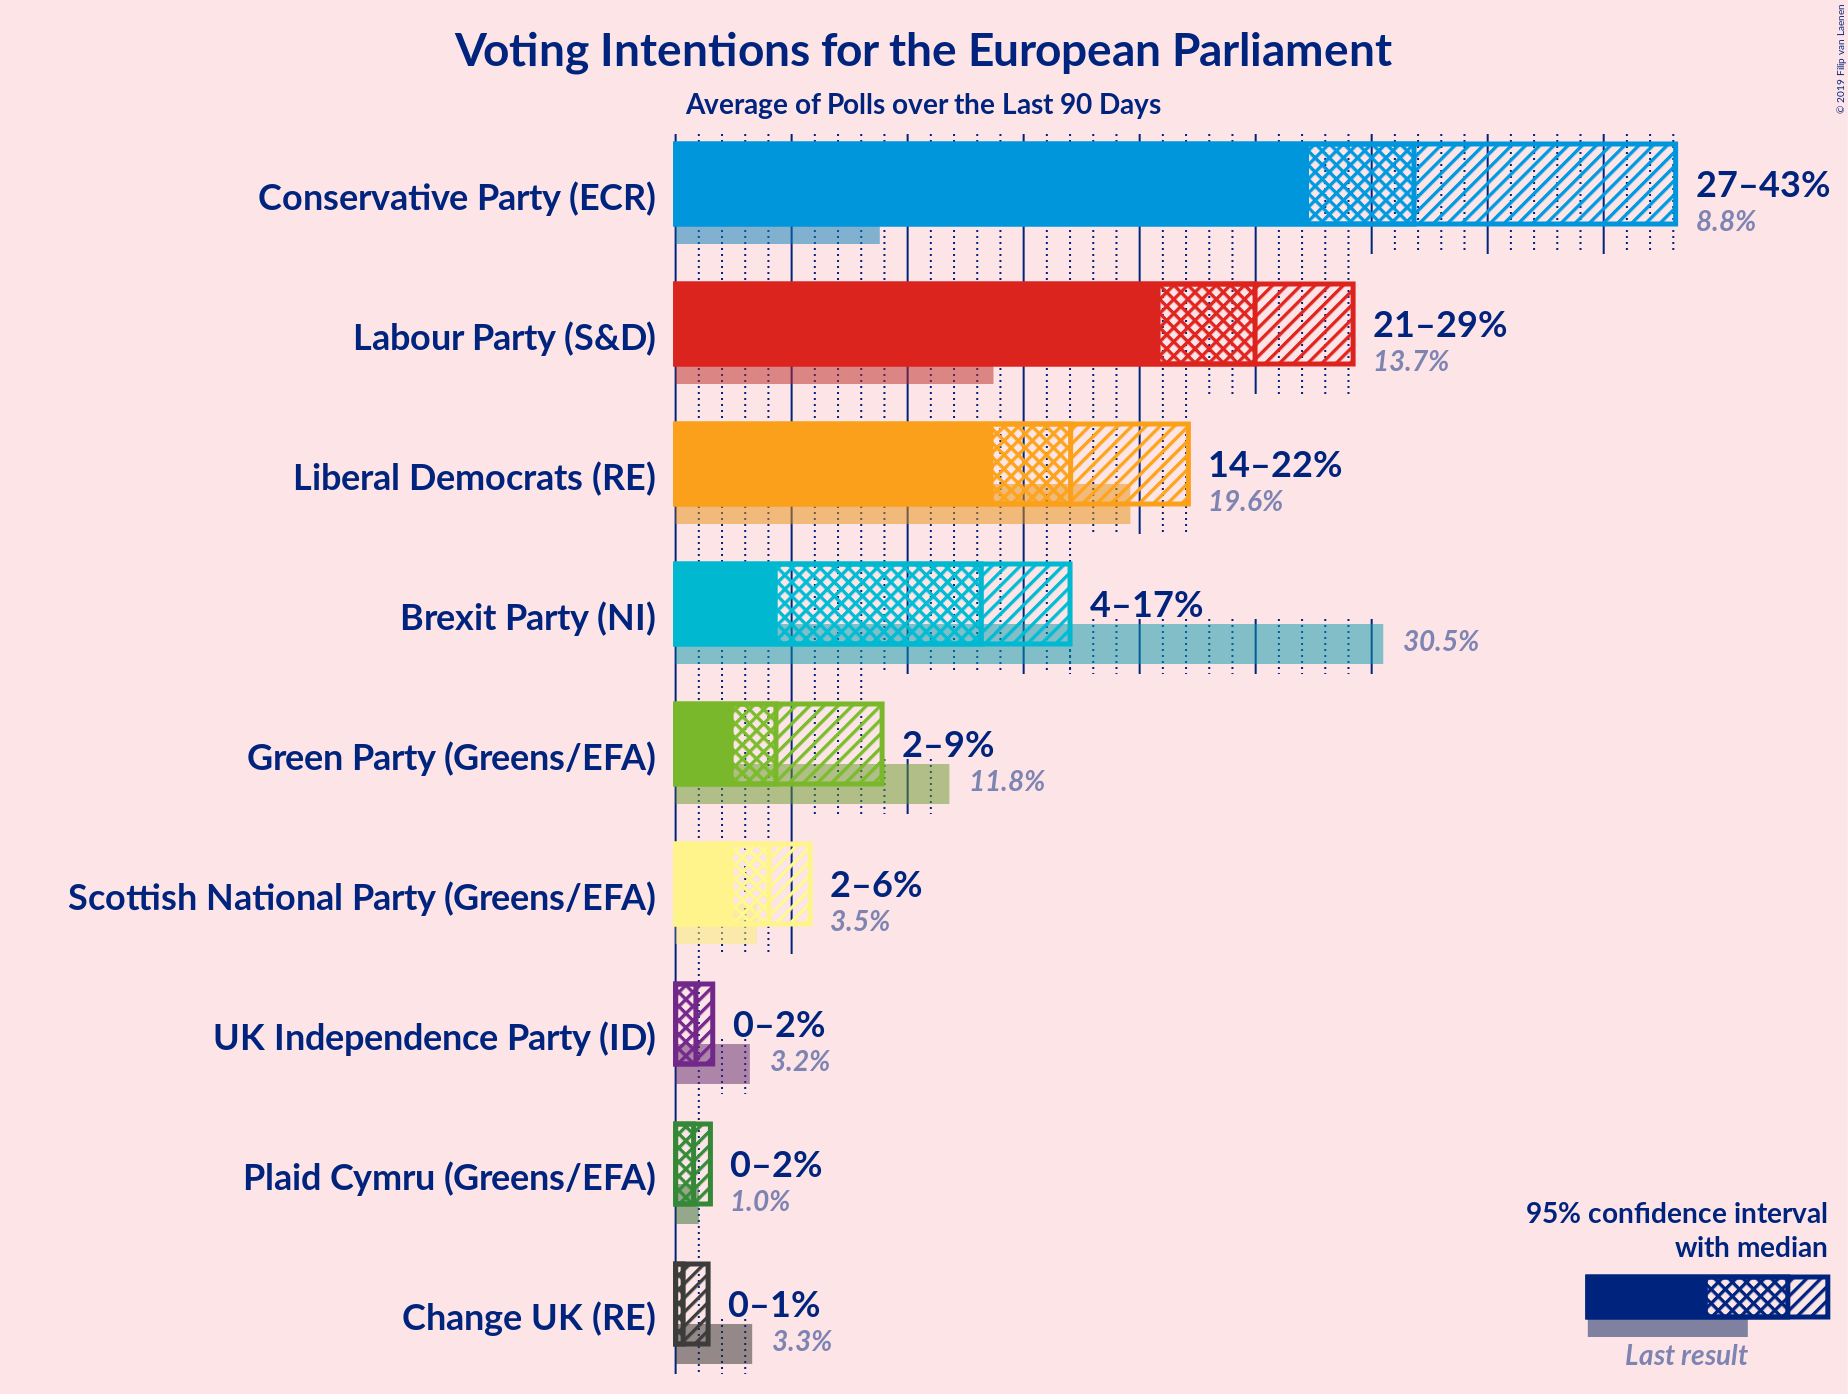 Voting Intentions for the European Parliament
Average of Polls over the Last 90 Days
© 2019 Filip van Laenen
Conservative Party (ECR)
27–43%
8.8%
Labour Party (S&D)
21–29%
13.7%
Liberal Democrats (RE)
14–22%
19.6%
Brexit Party (NI)
4–17%
30.5%
Green Party (Greens/EFA)
2–9%
11.8%
Scottish National Party (Greens/EFA)
2–6%
3.5%
UK Independence Party (ID)
0–2%
3.2%
Plaid Cymru (Greens/EFA)
0–2%
1.0%
Change UK (RE)
0–1%
3.3%
95% confidence interval
with median
Last result